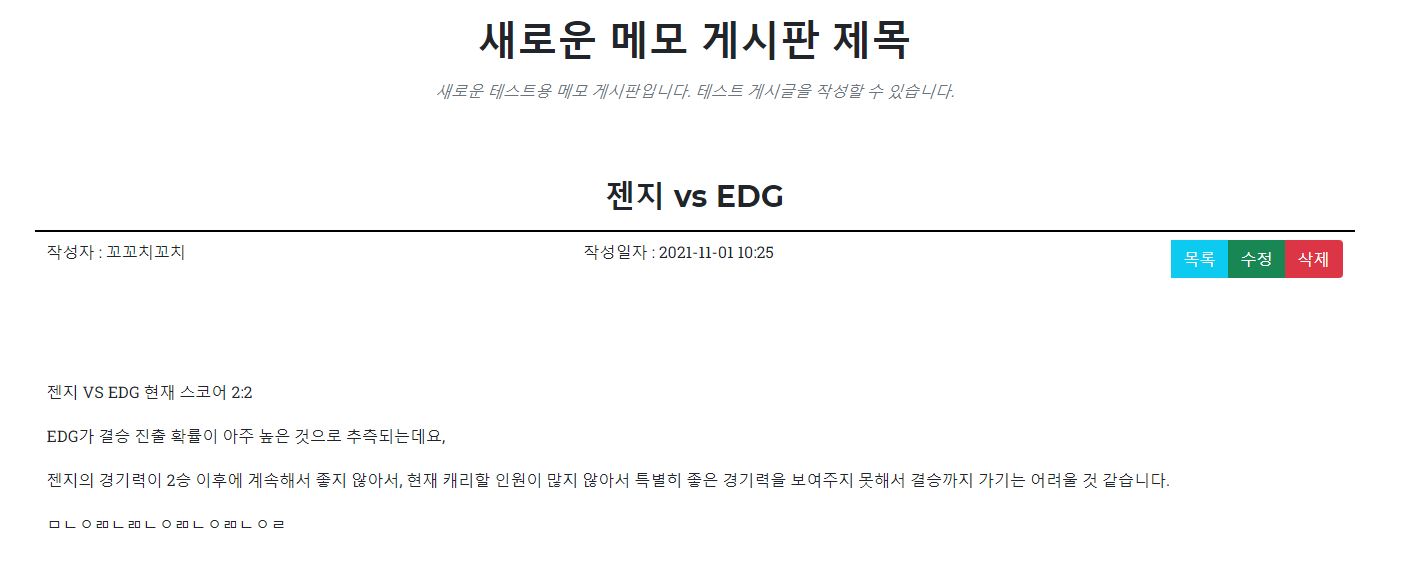 새로운 메모 게시판 제목
새로운 테스트용 메모 게시판입니다. 테스트 게시글을 작성할 수 있습니다.
젠지 vs EDG
작성자 : 꼬꼬치꼬치
작성일자 : 2021-11-01 10:25
목록 수정 삭제
젠지 VS EDG 현재 스코어 2:2
EDG가 결승 진출 확률이 아주 높은 것으로 추측되는데요,
젠지의 경기력이 2승 이후에 계속해서 좋지 않아서, 현재 캐리할 인원이 많지 않아서 특별히 좋은 경기력을 보여주지 못해서 결승까지 가기는 어려울 것 같습니다.
ㅁㄴㅇㄻㄴㄻㄴㅇㄻㄴㅇㄻㄴㅇㄹ